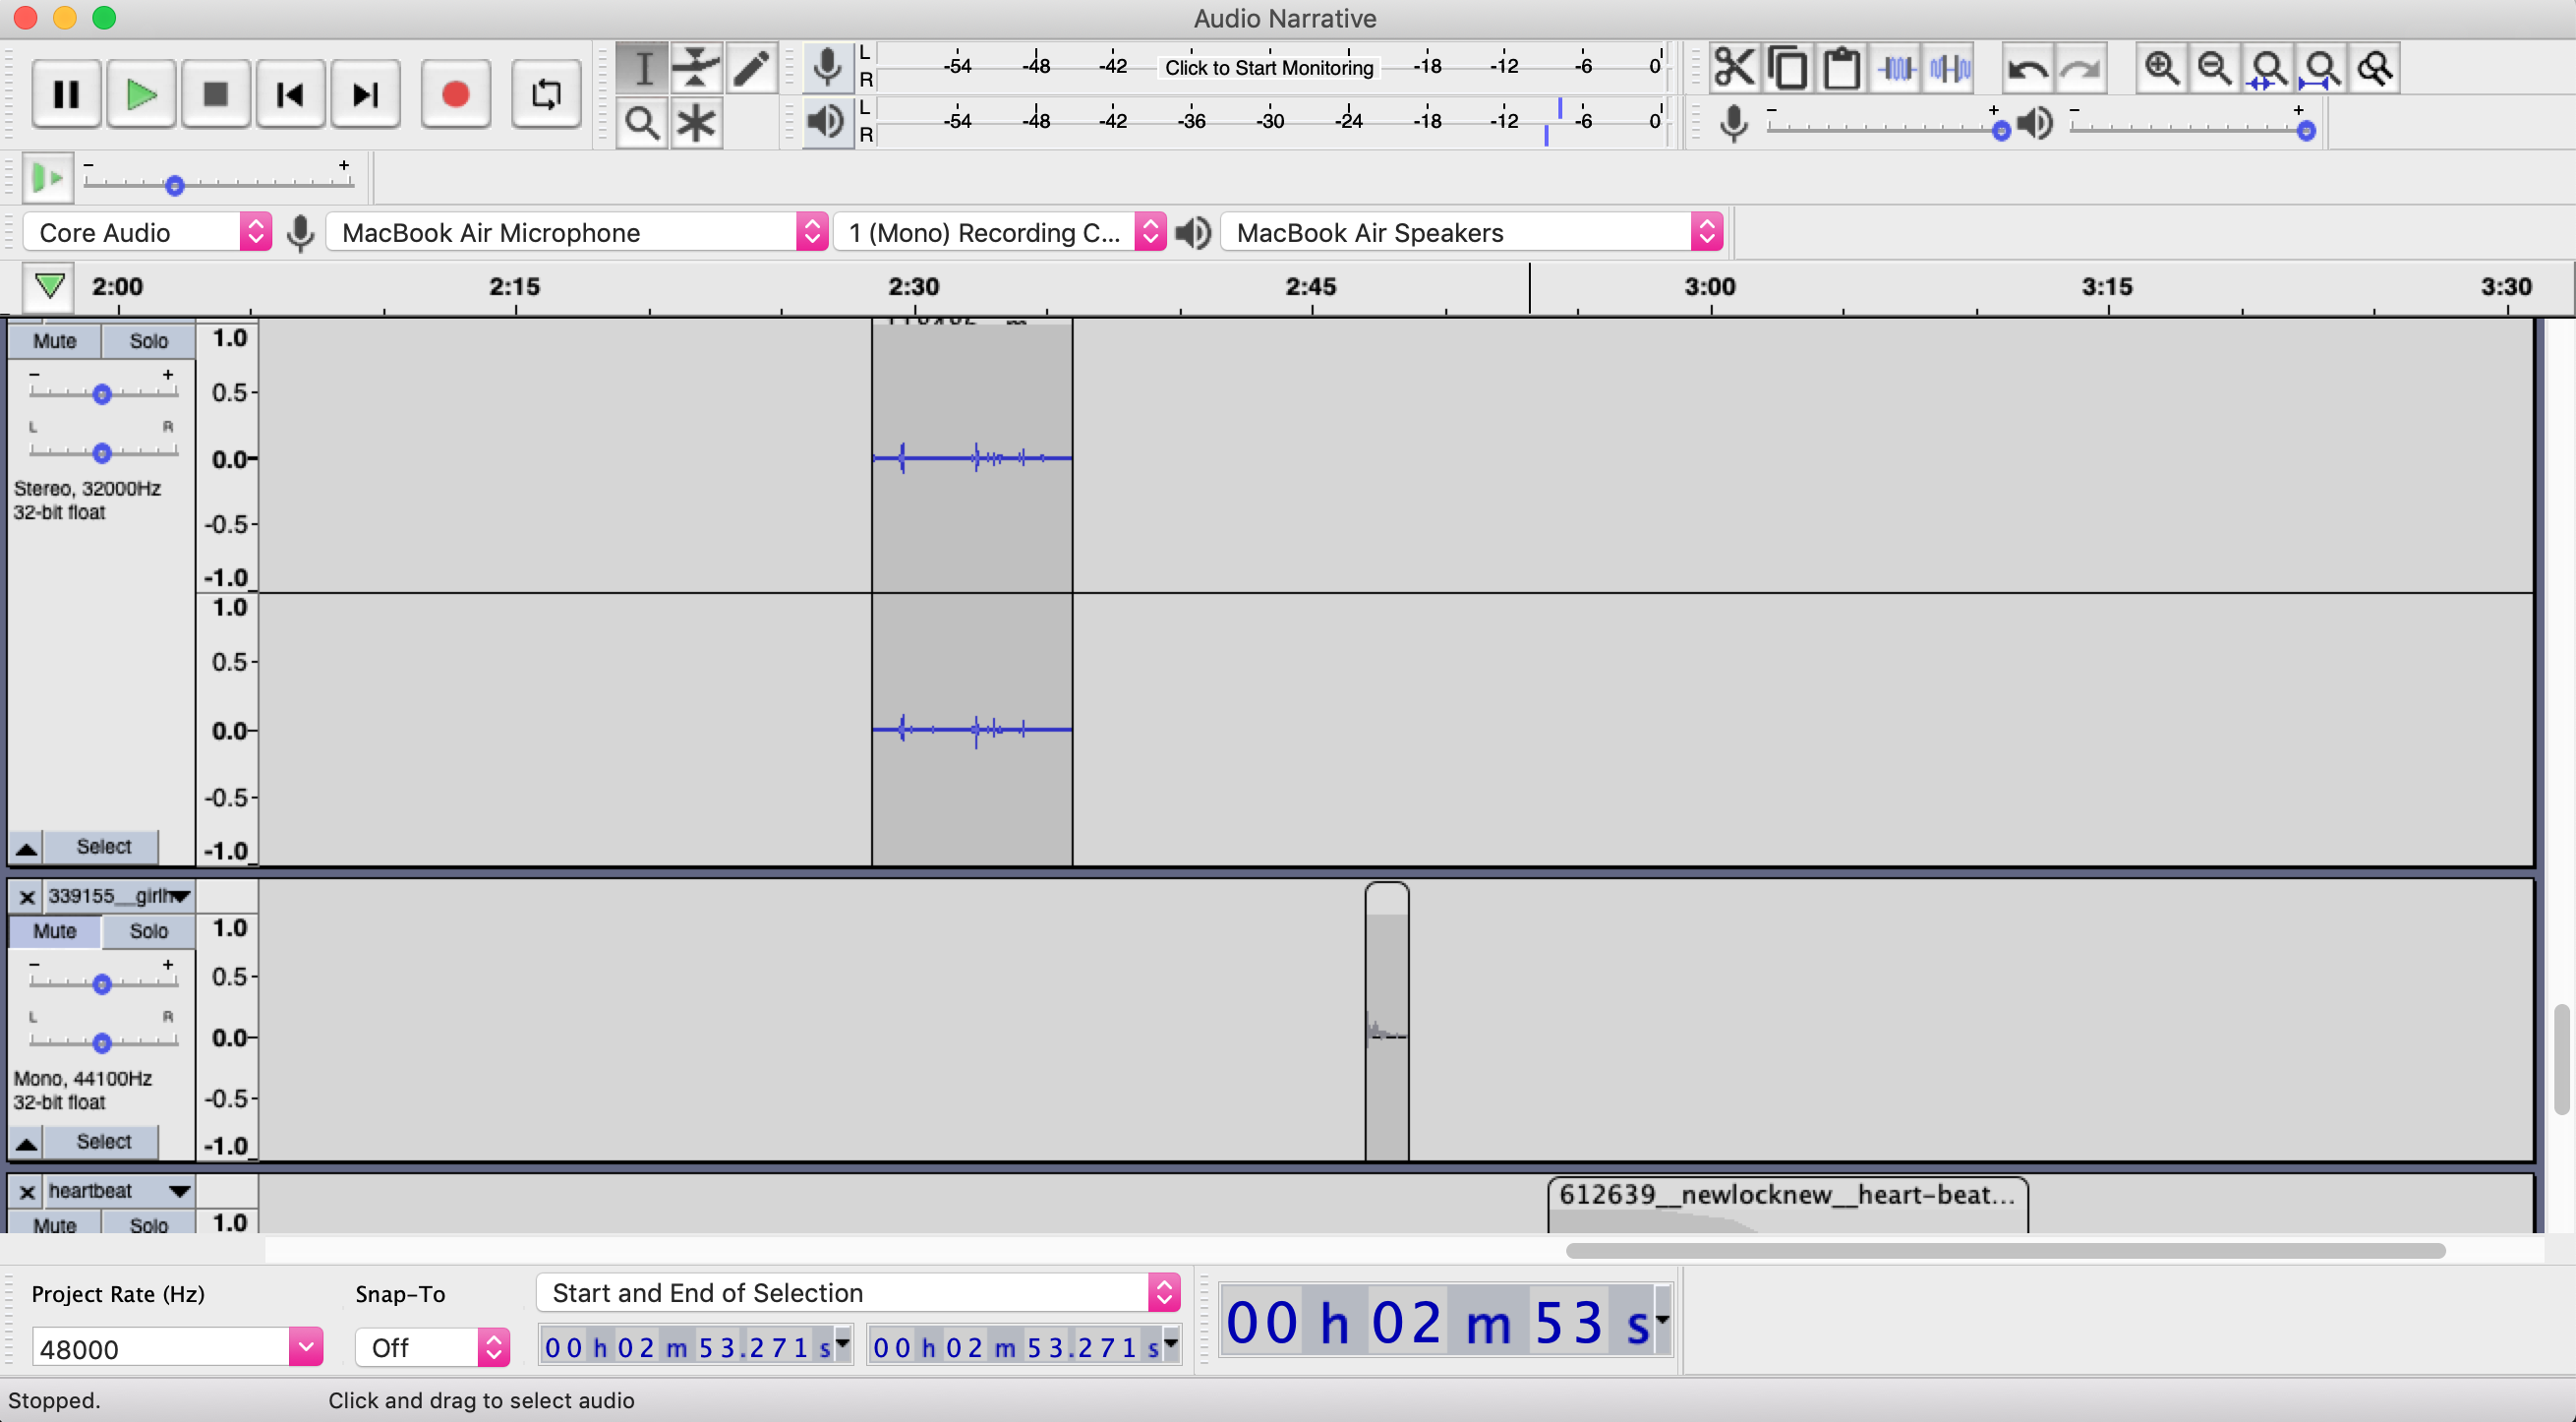 Audio Narrative
L -54 -48 -42 Click to Start Monitoring -18 -12 -6 0
R
L -54 -48 -42 -36 -30 -24 -18 -12 -6 0
R
- +
- +
- +
Core Audio MacBook Air Microphone 1 (Mono) Recording C... MacBook Air Speakers
2:00 2:15 2:30 2:45 3:00 3:15 3:30
Mute Solo 1.0
- + 0.5
L R
0.0
Stereo, 32000Hz
32-bit float -0.5
-1.0
1.0
0.5
0.0
-0.5
Select -1.0
339155__girlh
Mute Solo 1.0
- + 0.5
L R
0.0
Mono, 44100Hz
32-bit float -0.5
Select -1.0
heartbeat 612639__newlocknew__heart-beat...
Mute Solo 1.0
Project Rate (Hz) Snap-To Start and End of Selection
48000 Off 00 h 02 m 53.271 s 00 h 02 m 53.271 s 00 h 02 m 53 s
Stopped. Click and drag to select audio